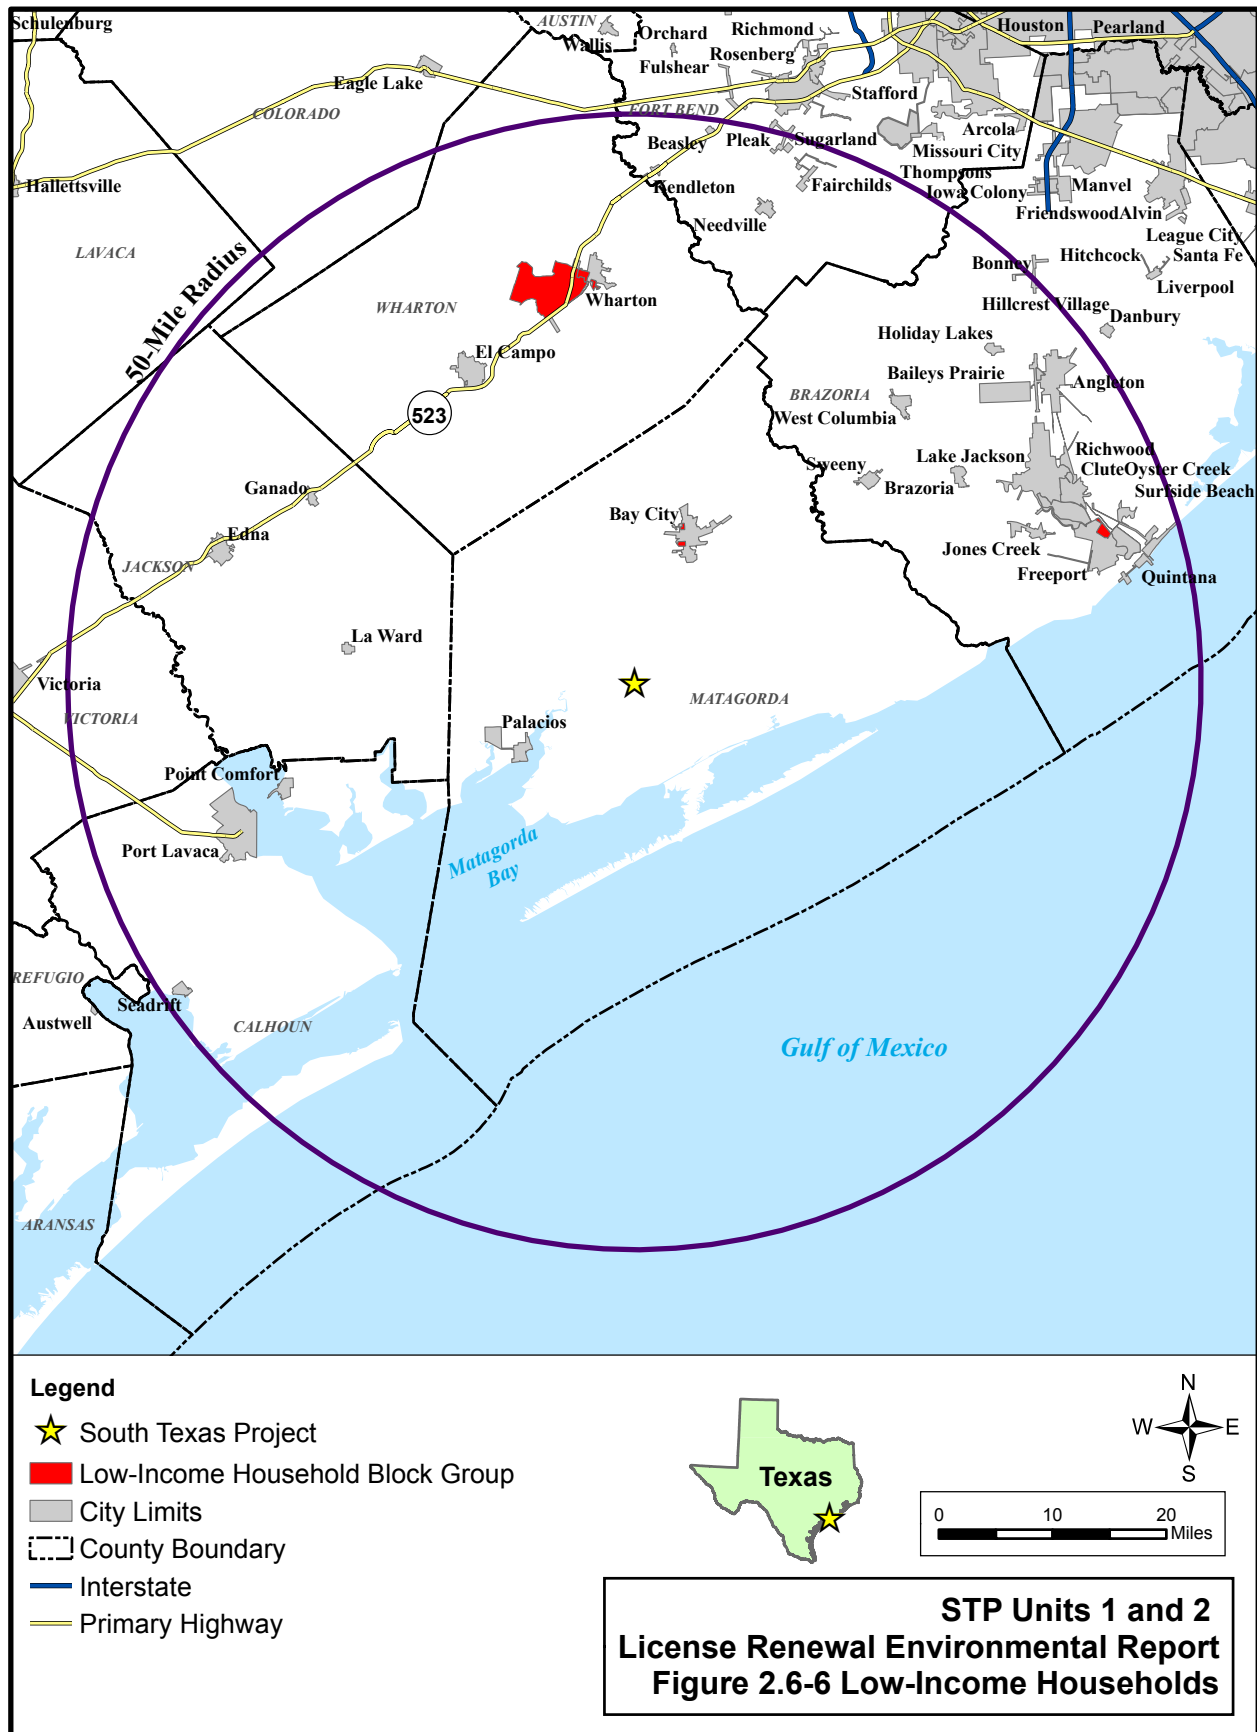 Schulenburg
AUSTIN
Wallis
Orchard
Fulshear
Richmond
Rosenberg
Houston
Pearland
Eagle Lake
COLORADO
FORT BEND
Stafford
Beasley
Pleak
Sugarland
Arcola
Missouri City
Thompsons
Hallettsville
Kendleton
Fairchilds
Iowa Colony
Manvel
Needville
Friendswood
Alvin
LAVACA
League City
Hitchcock
Santa Fe
Bonney
Liverpool
50-Mile Radius
WHARTON
Wharton
Hillcrest Village
Danbury
Holiday Lakes
El Campo
Baileys Prairie
Angleton
BRAZORIA
523
West Columbia
Richwood
Lake Jackson
Sweeny
Clute
Oyster Creek
Ganado
Brazoria
Surfside Beach
Bay City
Edna
Jones Creek
JACKSON
Freeport
Quintana
La Ward
Victoria
VICTORIA
MATAGORDA
Palacios
Point Comfort
Port Lavaca
Matagorda
Bay
REFUGIO
Seadrift
Austwell
CALHOUN
Gulf of Mexico
ARANSAS
Legend
South Texas Project
Low-Income Household Block Group
City Limits
County Boundary
Interstate
Primary Highway
Texas
N
W
E
S
0 10 20
Miles
STP Units 1 and 2
License Renewal Environmental Report
Figure 2.6-6 Low-Income Households